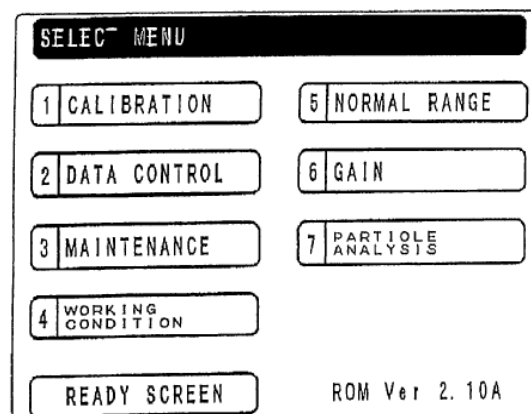 SELECT MENU
1 CALIBRATION
2 DATA CONTROL
3 MAINTENANCE
4 WORKING
CONDITION
5 NORMAL RANGE
6 GAIN
7 PARTIOLE
ANALYSIS
READY SCREEN
ROM Ver 2.10A